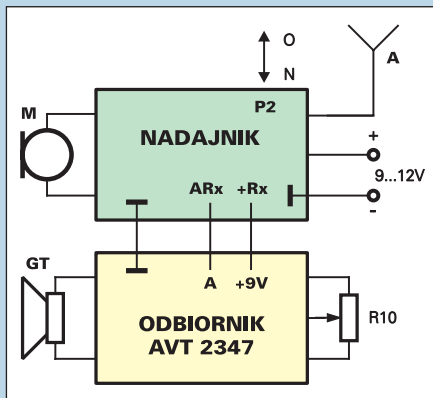 O
N
A
M
P2
NADAJNIK
+
9...12V
-
ARx +Rx
GT
A +9V
ODBIORNIK
AVT 2347
R10